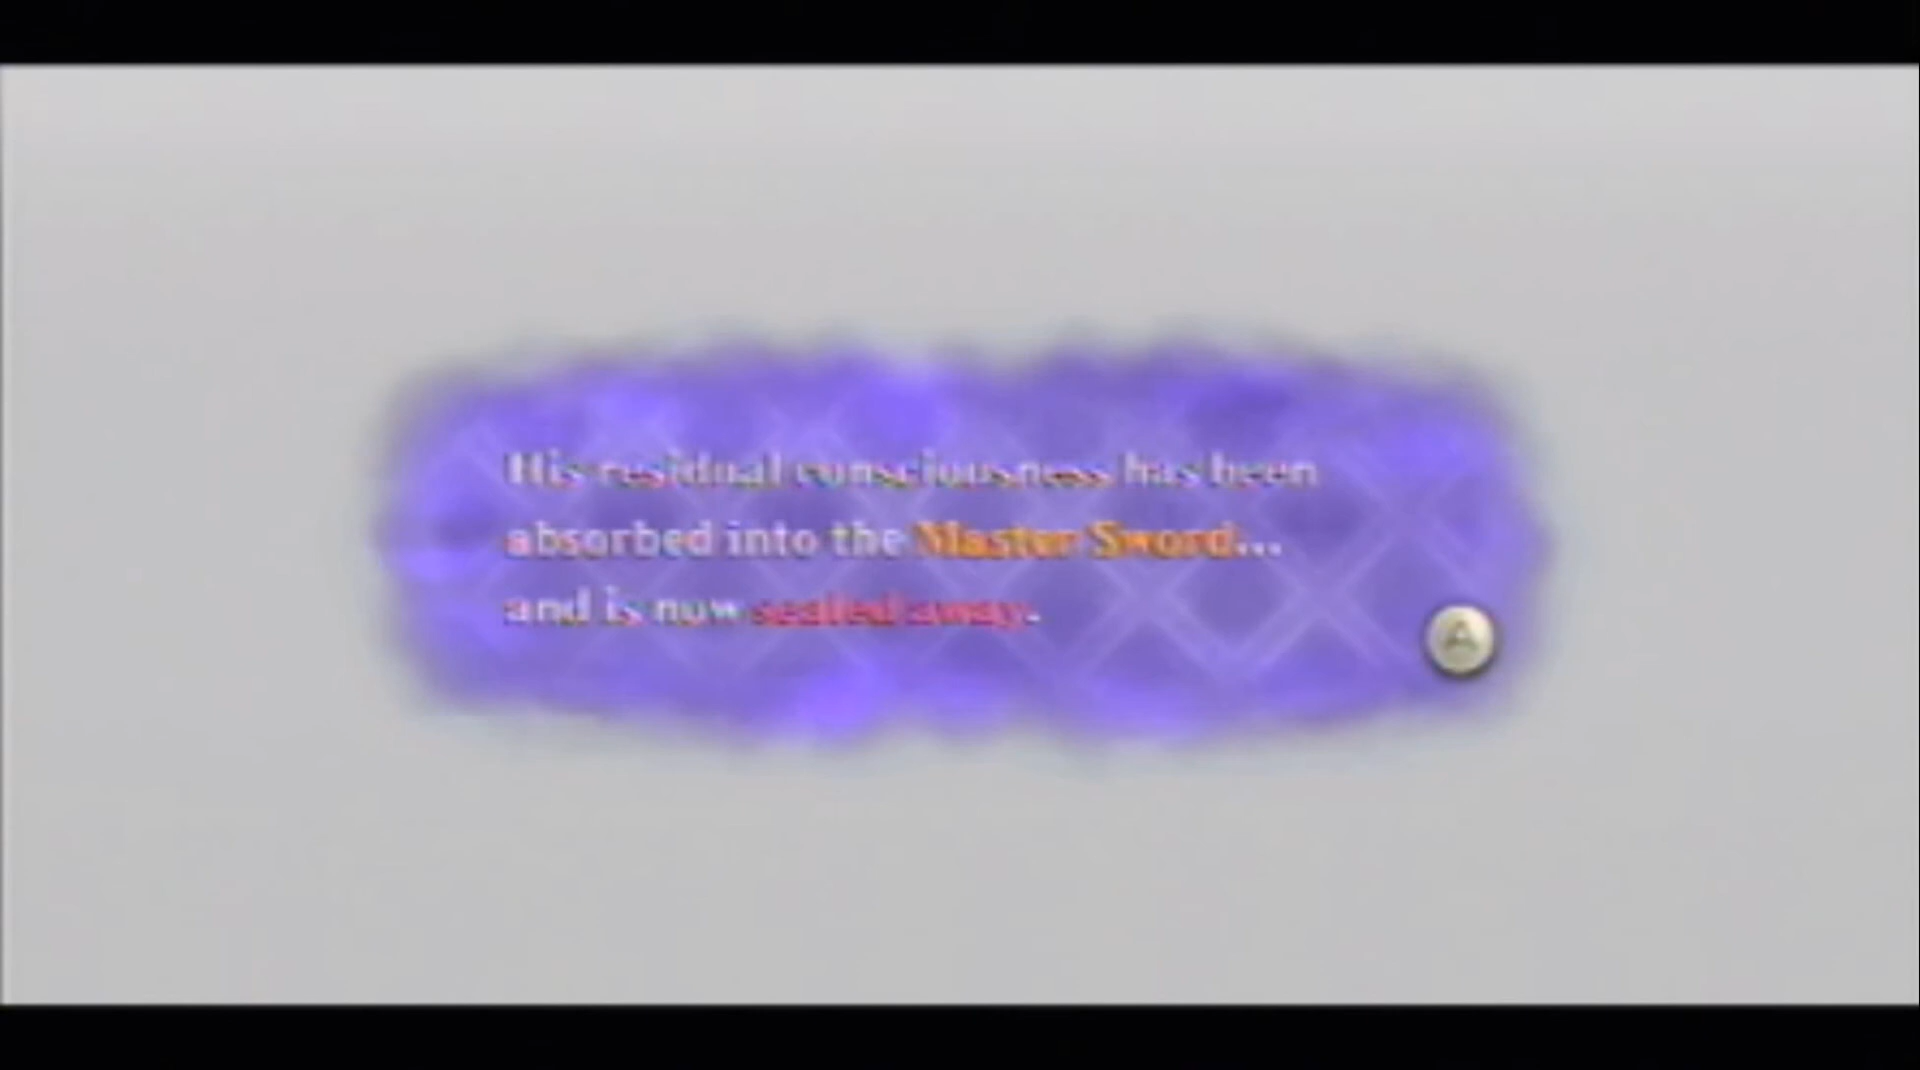 His residual consciousness has been
absorbed into the Master Sword...
and is now sealed away.
A